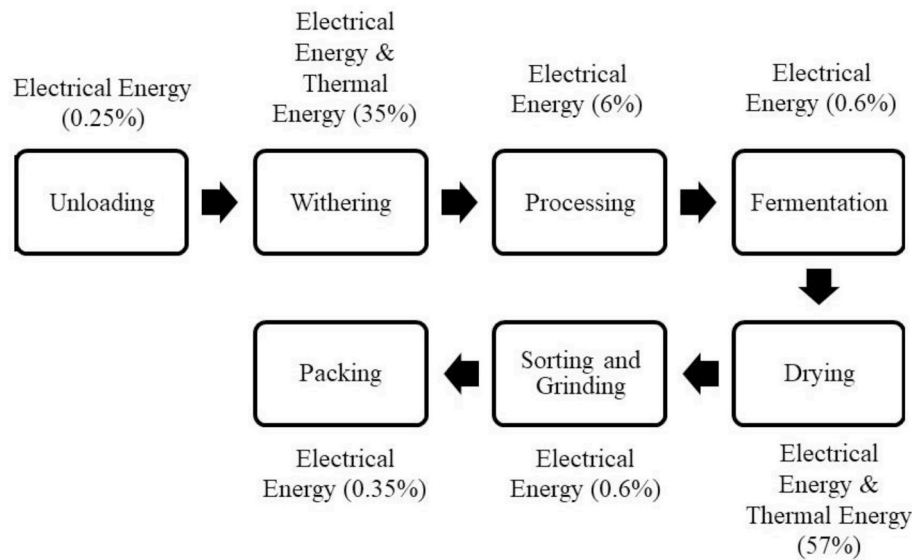 Electrical Energy
(0.25%)
Unloading
Electrical
Energy &
Thermal
Energy (35%)
Withering
Electrical
Energy (6%)
Processing
Electrical
Energy (0.6%)
Fermentation
Drying
Electrical
Energy &
Thermal Energy
(57%)
Sorting and
Grinding
Electrical
Energy (0.6%)
Packing
Electrical
Energy (0.35%)